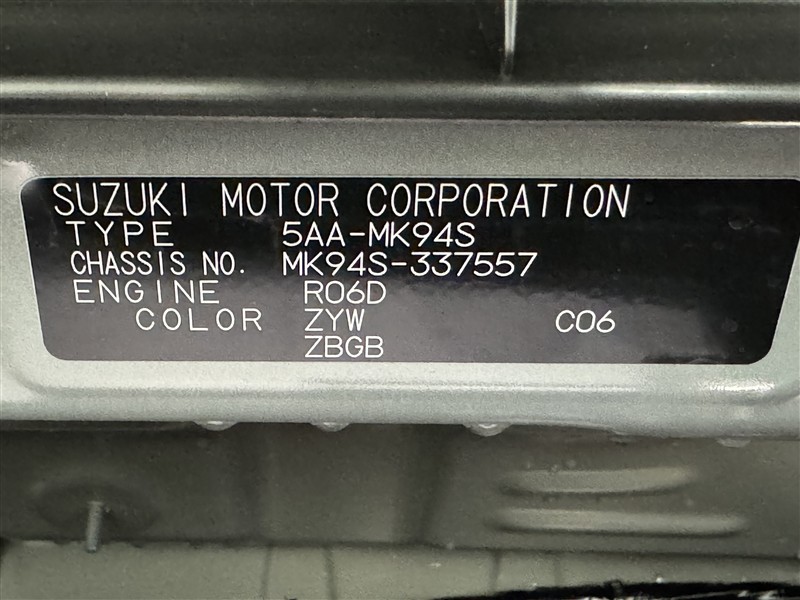 SUZUKI MOTOR CORPORATION
TYPE 5AA-MK94S
CHASSIS NO. MK94S-337557
ENGINE R06D
COLOR ZYW C06
ZBGB